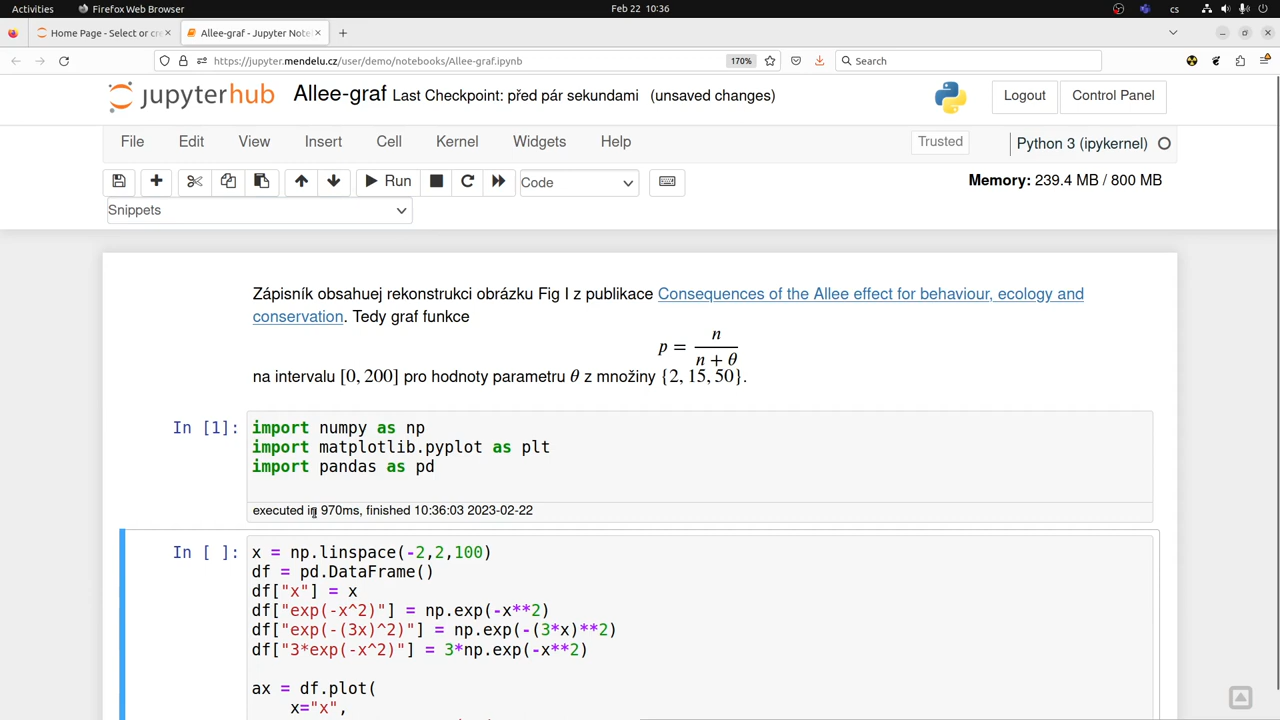 Activities
Firefox Web Browser
Feb 22 10:36
cs
Home Page - Select or cre
Allee-graf - Jupyter Note
https://jupyter.mendelu.cz/user/demo/notebooks/Allee-graf.ipynb
170%
Search
jupyterhub
Allee-graf Last Checkpoint: před pár sekundami (unsaved changes)
Logout
Control Panel
File Edit View Insert Cell Kernel Widgets Help
Trusted
Python 3 (ipykernel)
Run
Code
Memory: 239.4 MB / 800 MB
Snippets
Zápisník obsahuej rekonstrukci obrázku Fig I z publikace Consequences of the Allee effect for behaviour, ecology and
conservation. Tedy graf funkce
p = n / (n + θ)
na intervalu [0, 200] pro hodnoty parametru θ z množiny {2, 15, 50}.
In [1]:
import numpy as np
import matplotlib.pyplot as plt
import pandas as pd
executed in 970ms, finished 10:36:03 2023-02-22
In [ ]:
x = np.linspace(-2,2,100)
df = pd.DataFrame()
df["x"] = x
df["exp(-x^2)"] = np.exp(-x**2)
df["exp(-(3x)^2)"] = np.exp(-(3*x)**2)
df["3*exp(-x^2)"] = 3*np.exp(-x**2)
ax = df.plot(
x="x",